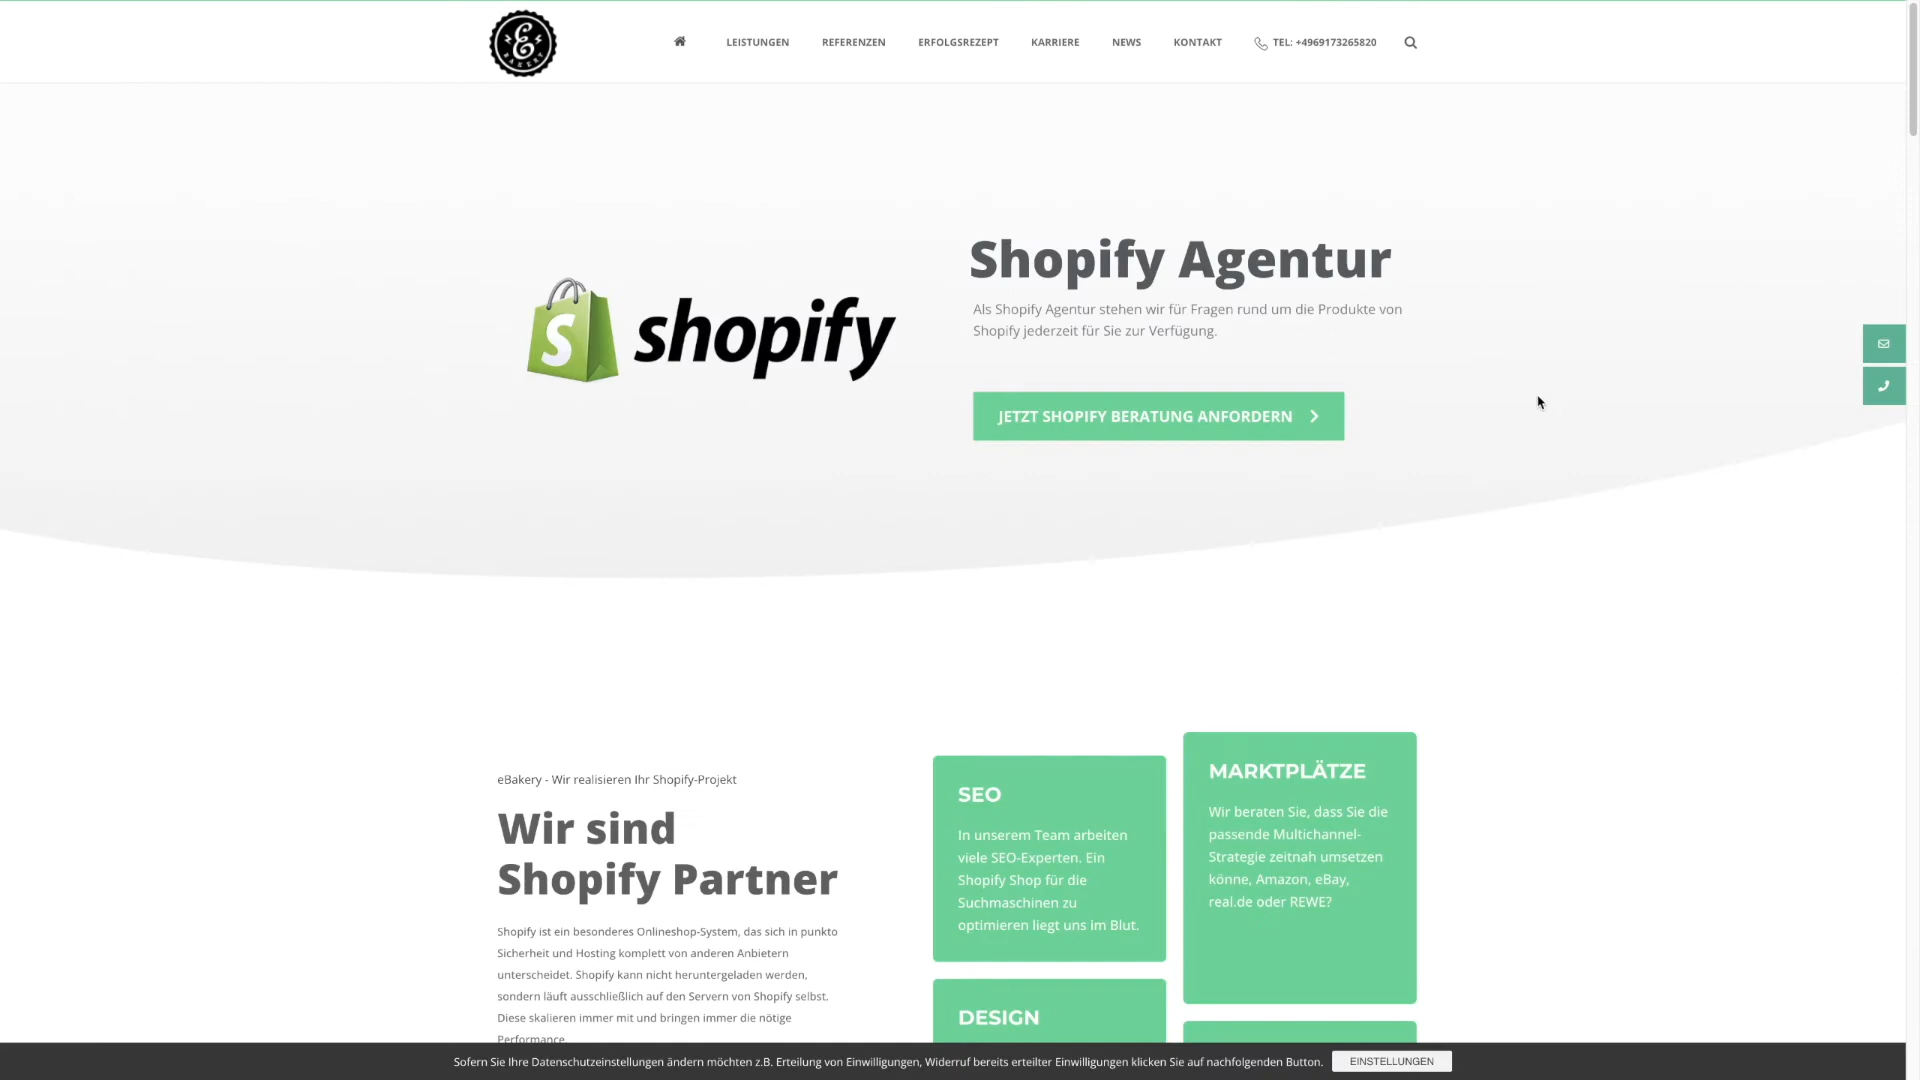 E
BAKERY
LEISTUNGEN
REFERENZEN
ERFOLGSREZEPT
KARRIERE
NEWS
KONTAKT
TEL: +4969173265820
shopify
Shopify Agentur
Als Shopify Agentur stehen wir für Fragen rund um die Produkte von
Shopify jederzeit für Sie zur Verfügung.
JETZT SHOPIFY BERATUNG ANFORDERN
eBakery - Wir realisieren Ihr Shopify-Projekt
Wir sind
Shopify Partner
Shopify ist ein besonderes Onlineshop-System, das sich in punkto
Sicherheit und Hosting komplett von anderen Anbietern
unterscheidet. Shopify kann nicht heruntergeladen werden,
sondern läuft ausschließlich auf den Servern von Shopify selbst.
Diese skalieren immer mit und bringen immer die nötige
Performance.
SEO
In unserem Team arbeiten
viele SEO-Experten. Ein
Shopify Shop für die
Suchmaschinen zu
optimieren liegt uns im Blut.
DESIGN
MARKTPLÄTZE
Wir beraten Sie, dass Sie die
passende Multichannel-
Strategie zeitnah umsetzen
könne, Amazon, eBay,
real.de oder REWE?
Sofern Sie Ihre Datenschutzeinstellungen ändern möchten z.B. Erteilung von Einwilligungen, Widerruf bereits erteilter Einwilligungen klicken Sie auf nachfolgenden Button.
EINSTELLUNGEN